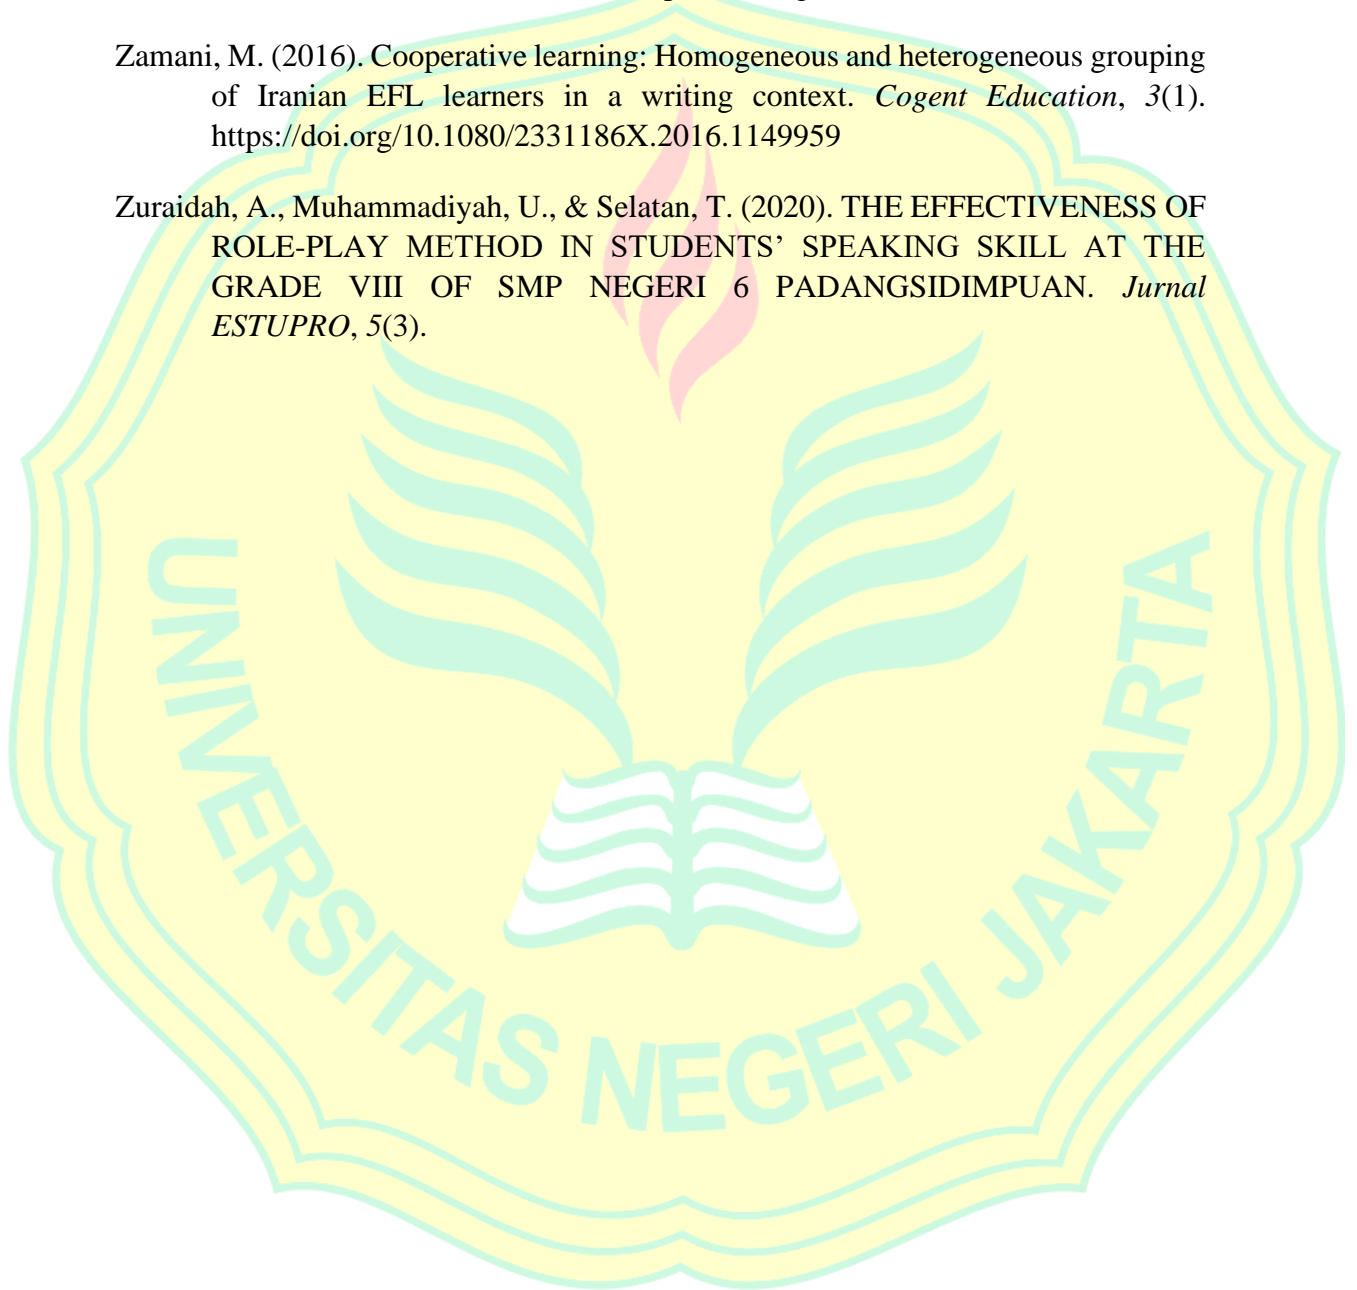 Zamani, M. (2016). Cooperative learning: Homogeneous and heterogeneous grouping
of Iranian EFL learners in a writing context. Cogent Education, 3(1).
https://doi.org/10.1080/2331186X.2016.1149959
Zuraidah, A., Muhammadiyah, U., & Selatan, T. (2020). THE EFFECTIVENESS OF
ROLE-PLAY METHOD IN STUDENTS’ SPEAKING SKILL AT THE
GRADE VIII OF SMP NEGERI 6 PADANGSIDIMPUAN. Jurnal
ESTUPRO, 5(3).
UNIVERSITAS NEGERI JAKARTA